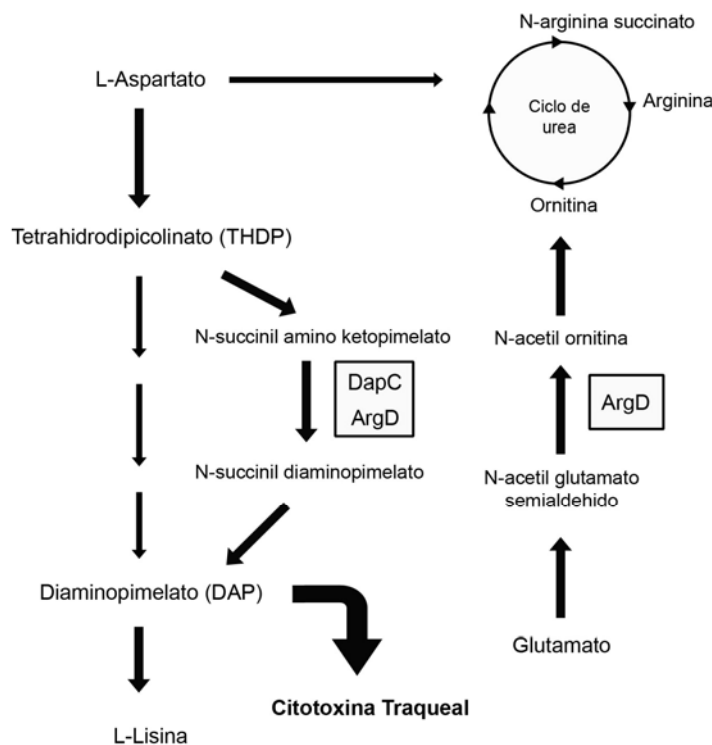 N-arginina succinato
L-Aspartato
Ciclo de
urea
Arginina
Ornitina
Tetrahidrodipicolinato (THDP)
N-succinil amino ketopimelato
N-acetil ornitina
DapC
ArgD
ArgD
N-succinil diaminopimelato
N-acetil glutamato
semialdehido
Diaminopimelato (DAP)
Glutamato
Citotoxina Traqueal
L-Lisina